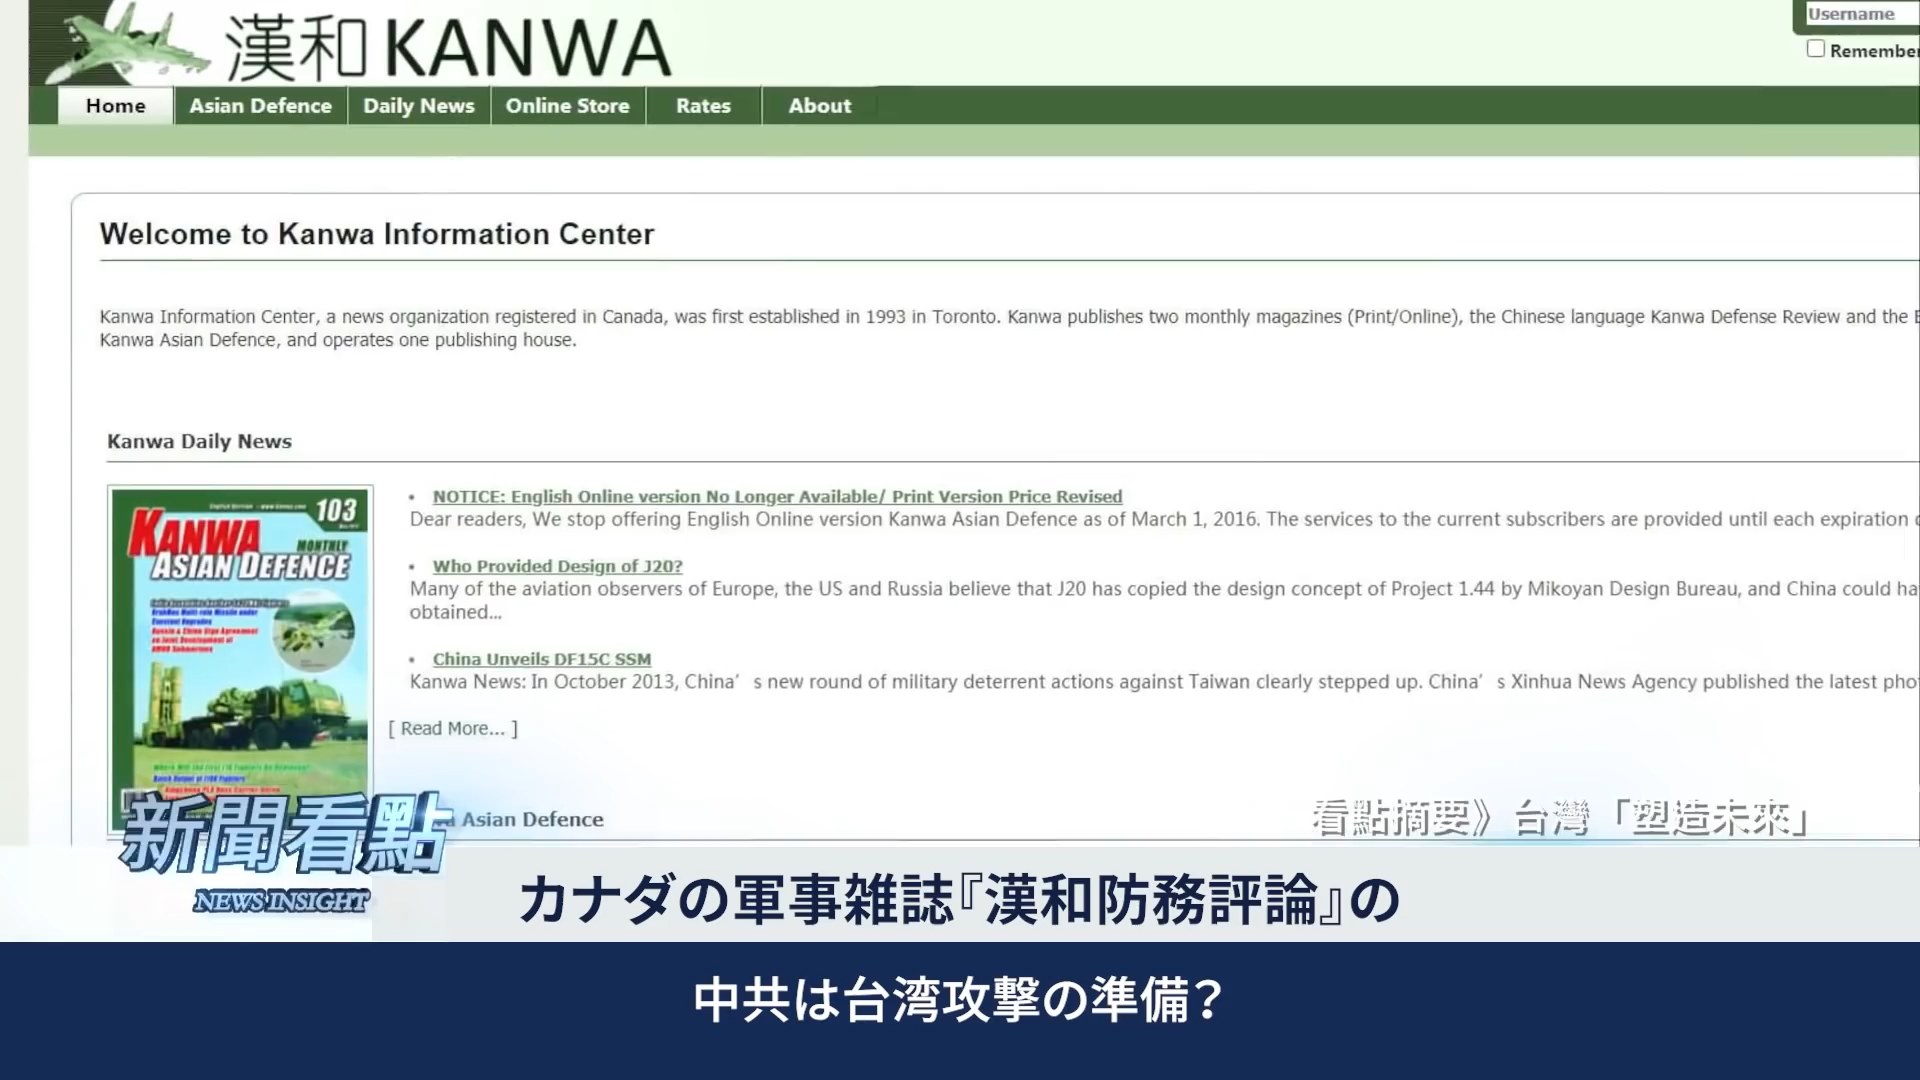 漢和 KANWA
Username
Remember
Home
Asian Defence
Daily News
Online Store
Rates
About
Welcome to Kanwa Information Center
Kanwa Information Center, a news organization registered in Canada, was first established in 1993 in Toronto. Kanwa publishes two monthly magazines (Print/Online), the Chinese language Kanwa Defense Review and the E
Kanwa Asian Defence, and operates one publishing house.
Kanwa Daily News
103
KANWA
MONTHLY
ASIAN DEFENCE
• NOTICE: English Online version No Longer Available/ Print Version Price Revised
Dear readers, We stop offering English Online version Kanwa Asian Defence as of March 1, 2016. The services to the current subscribers are provided until each expiration
• Who Provided Design of J20?
Many of the aviation observers of Europe, the US and Russia believe that J20 has copied the design concept of Project 1.44 by Mikoyan Design Bureau, and China could ha
obtained...
• China Unveils DF15C SSM
Kanwa News: In October 2013, China's new round of military deterrent actions against Taiwan clearly stepped up. China's Xinhua News Agency published the latest pho
[ Read More... ]
Asian Defence
看點摘要》台灣「塑造未來」
新聞看點
NEWS INSIGHT
カナダの軍事雑誌『漢和防務評論』の
中共は台湾攻撃の準備？